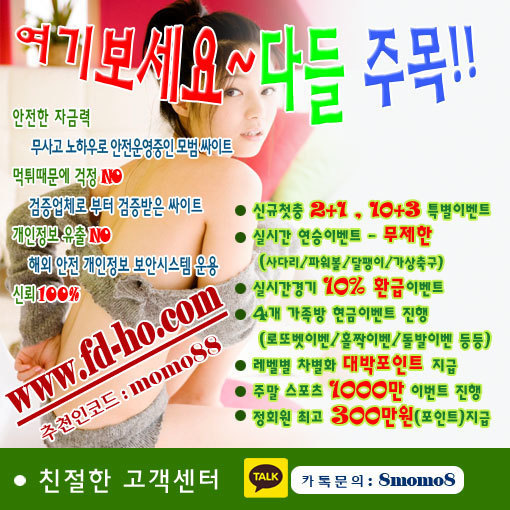 여기보세요~다들 주목!!
안전한 자금력
무사고 노하우로 안전운영중인 모범 싸이트
먹튀때문에 걱정 NO
검증업체로 부터 검증받은 싸이트
개인정보 유출 NO
해외 안전 개인정보 보안시스템 운용
신뢰 100%
www.fd-ho.com
추천인코드 : momo88
• 신규첫충 2+1 , 10+3 특별이벤트
• 실시간 연승이벤트 - 무제한
(사다리/파워볼/달팽이/가상축구)
• 실시간경기 10% 환급이벤트
• 4개 가족방 현금이벤트 진행
(로또벳이벤/홀짝이벤/돌발이벤 등등)
• 레벨별 차별화 대박포인트 지급
• 주말 스포츠 1000만 이벤트 진행
• 정회원 최고 300만원(포인트)지급
• 친절한 고객센터
TALK
카톡문의 : 8momo8